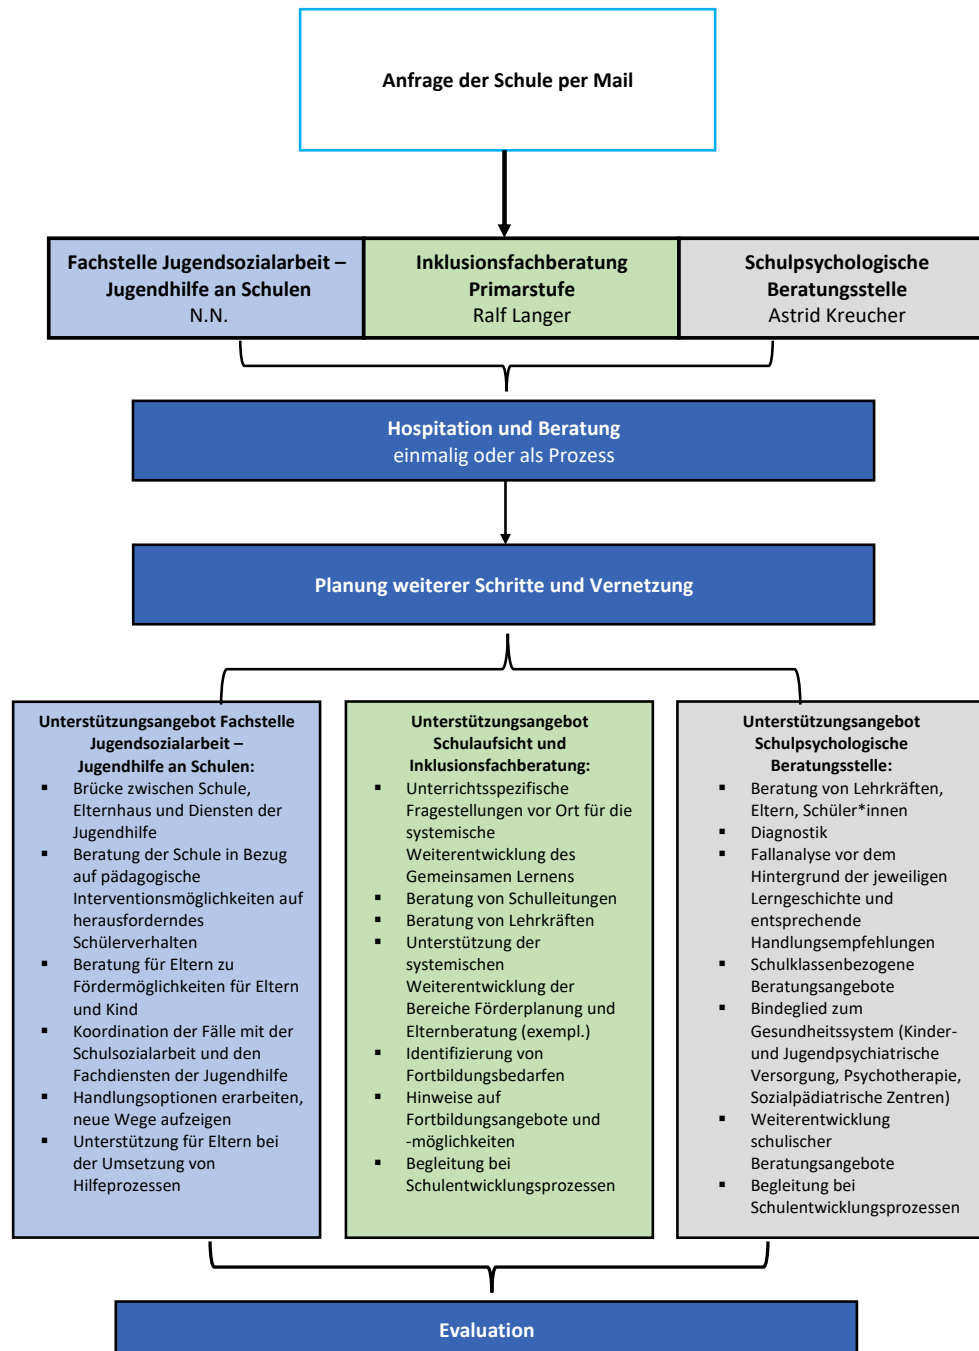 Anfrage der Schule per Mail
Fachstelle Jugendsozialarbeit –
Jugendhilfe an Schulen
N.N.
Inklusionsfachberatung
Primarstufe
Ralf Langer
Schulpsychologische
Beratungsstelle
Astrid Kreucher
Hospitation und Beratung
einmalig oder als Prozess
Planung weiterer Schritte und Vernetzung
Unterstützungsangebot Fachstelle
Jugendsozialarbeit –
Jugendhilfe an Schulen:
▪ Brücke zwischen Schule,
Elternhaus und Diensten der
Jugendhilfe
▪ Beratung der Schule in Bezug
auf pädagogische
Interventionsmöglichkeiten auf
herausforderndes
Schülerverhalten
▪ Beratung für Eltern zu
Fördermöglichkeiten für Eltern
und Kind
▪ Koordination der Fälle mit der
Schulsozialarbeit und den
Fachdiensten der Jugendhilfe
▪ Handlungsoptionen erarbeiten,
neue Wege aufzeigen
▪ Unterstützung für Eltern bei
der Umsetzung von
Hilfeprozessen
Unterstützungsangebot
Schulaufsicht und
Inklusionsfachberatung:
▪ Unterrichtsspezifische
Fragestellungen vor Ort für die
systemische
Weiterentwicklung des
Gemeinsamen Lernens
▪ Beratung von Schulleitungen
▪ Beratung von Lehrkräften
▪ Unterstützung der
systemischen
Weiterentwicklung der
Bereiche Förderplanung und
Elternberatung (exempl.)
▪ Identifizierung von
Fortbildungsbedarfen
▪ Hinweise auf
Fortbildungsangebote und
-möglichkeiten
▪ Begleitung bei
Schulentwicklungsprozessen
Unterstützungsangebot
Schulpsychologische
Beratungsstelle:
▪ Beratung von Lehrkräften,
Eltern, Schüler*innen
▪ Diagnostik
▪ Fallanalyse vor dem
Hintergrund der jeweiligen
Lerngeschichte und
entsprechende
Handlungsempfehlungen
▪ Schulklassenbezogene
Beratungsangebote
▪ Bindeglied zum
Gesundheitssystem (Kinder-
und Jugendpsychiatrische
Versorgung, Psychotherapie,
Sozialpädiatrische Zentren)
▪ Weiterentwicklung
schulischer
Beratungsangebote
▪ Begleitung bei
Schulentwicklungsprozessen
Evaluation